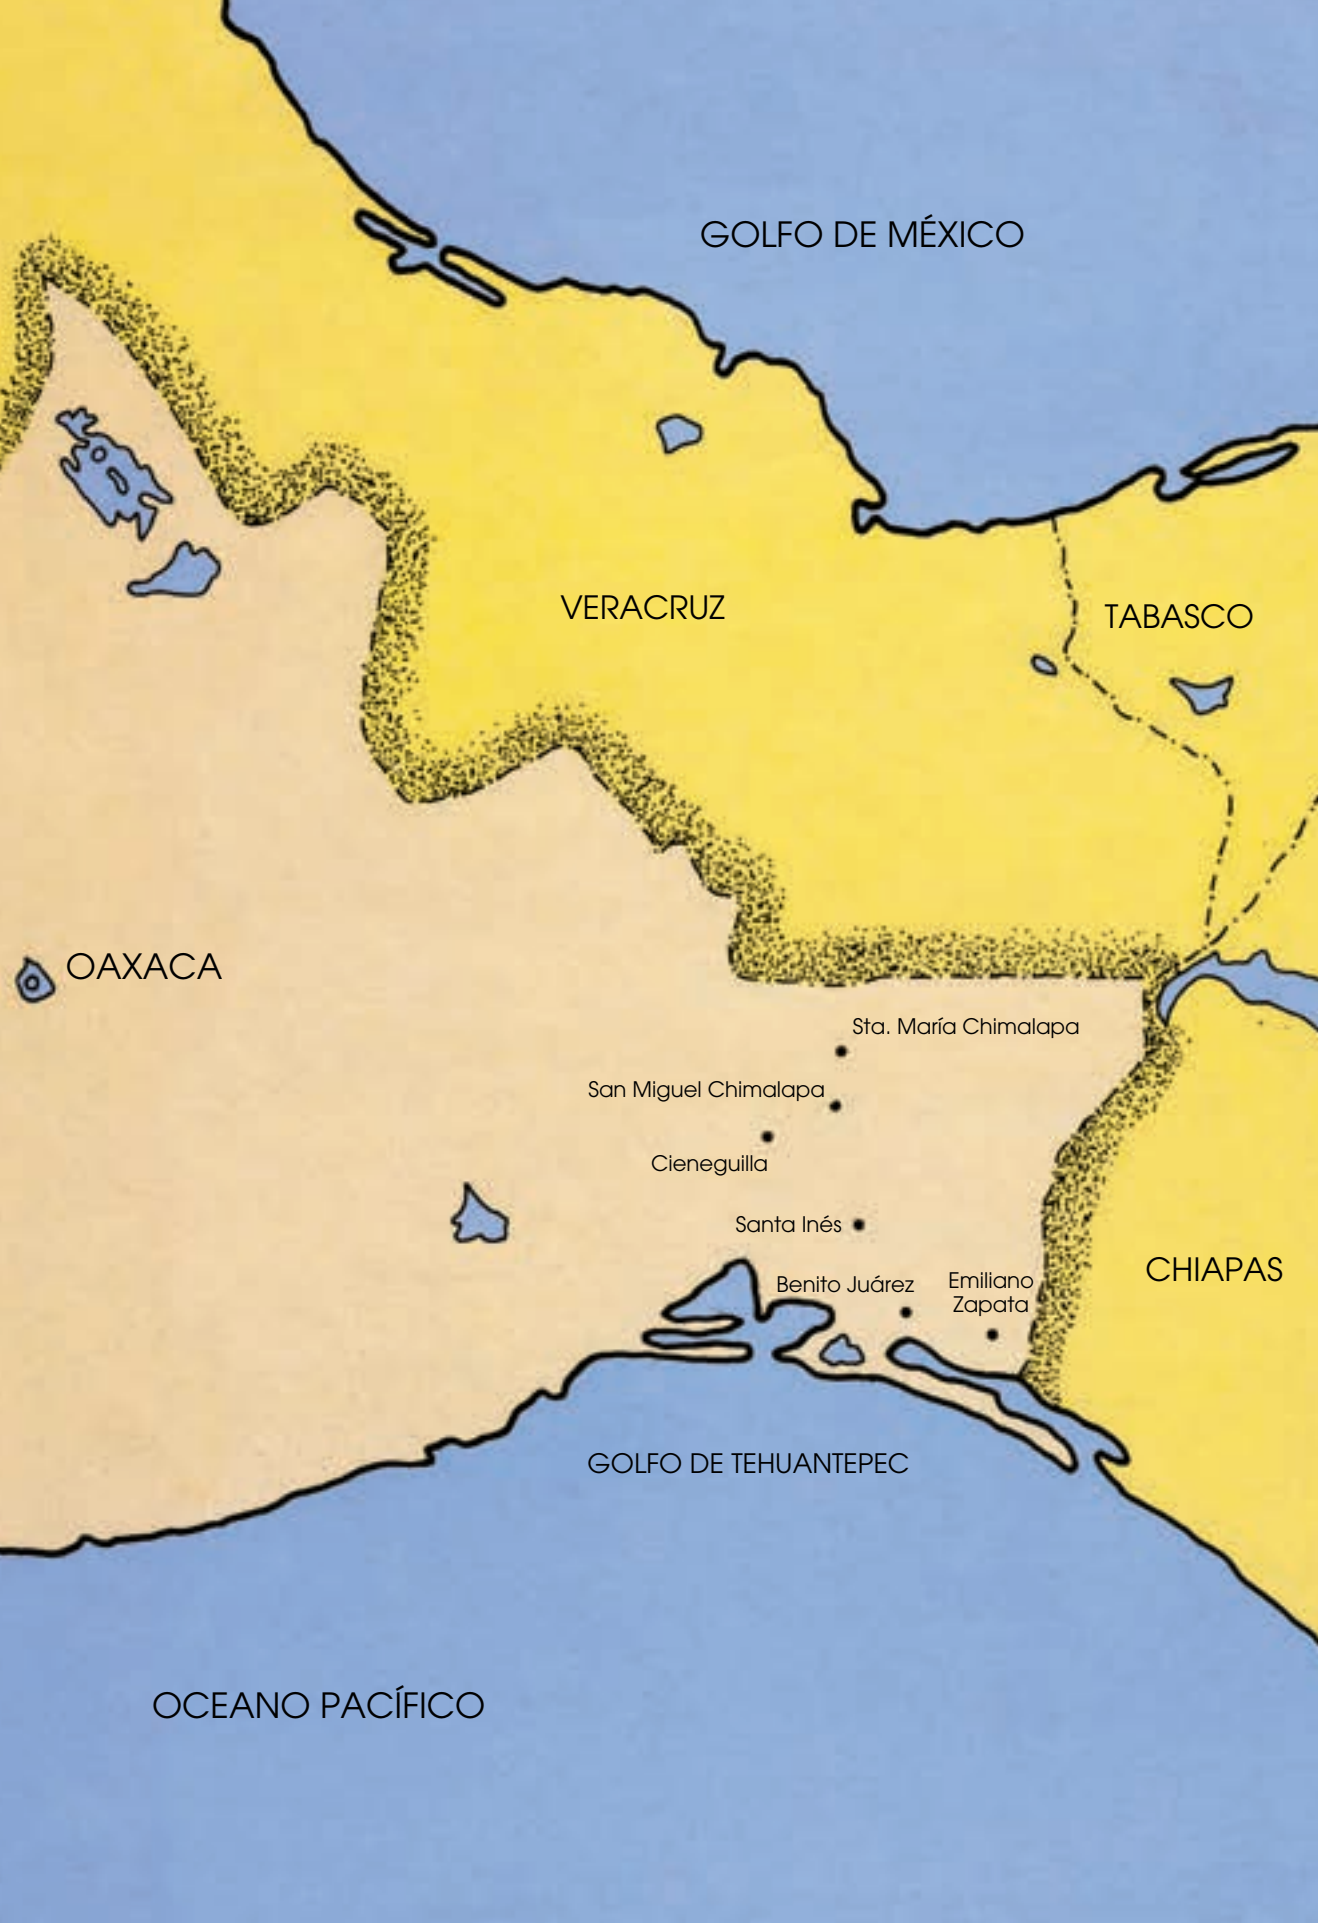 GOLFO DE MÉXICO
VERACRUZ
TABASCO
OAXACA
Sta. María Chimalapa
San Miguel Chimalapa
Cieneguilla
Santa Inés
CHIAPAS
Benito Juárez
Emiliano
Zapata
GOLFO DE TEHUANTEPEC
OCEANO PACÍFICO